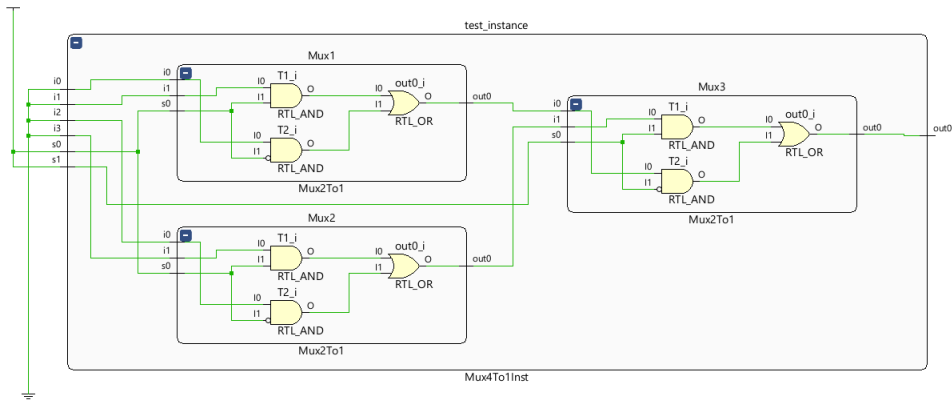 test_instance
Mux1
i0
i1
s0
T1_i
I0
I1
O
RTL_AND
T2_i
I0
I1
O
RTL_AND
out0_i
I0
I1
O
RTL_OR
out0
Mux2To1
i0
i1
i2
i3
s0
s1
Mux2
i0
i1
s0
T1_i
I0
I1
O
RTL_AND
T2_i
I0
I1
O
RTL_AND
out0_i
I0
I1
O
RTL_OR
out0
Mux2To1
Mux3
i0
i1
s0
T1_i
I0
I1
O
RTL_AND
T2_i
I0
I1
O
RTL_AND
out0_i
I0
I1
O
RTL_OR
out0
Mux2To1
out0
Mux4To1Inst